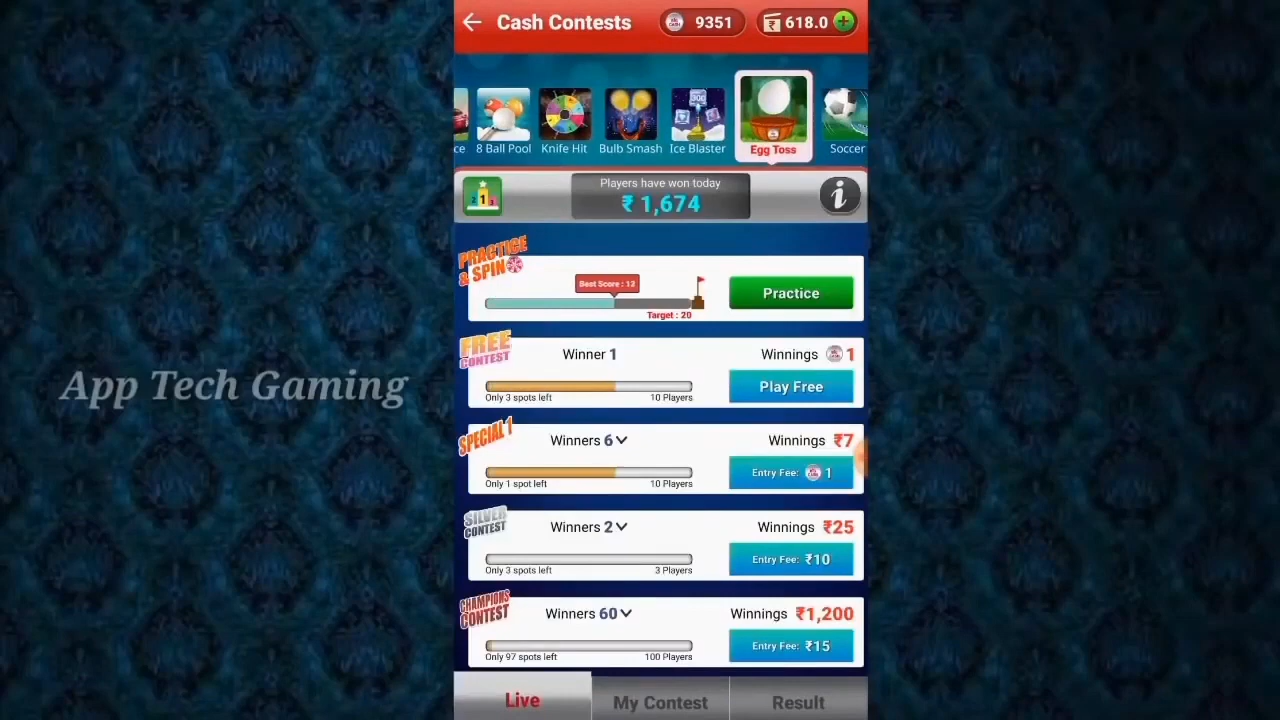 Cash Contests
9351
₹ 618.0
ce
8 Ball Pool
Knife Hit
Bulb Smash
Ice Blaster
Egg Toss
Soccer
Players have won today
₹ 1,674
i
PRACTICE
& SPIN
Best Score : 13
Target : 20
Practice
FREE
CONTEST
Winner 1
Winnings 1
Only 3 spots left
10 Players
Play Free
SPECIAL 1
Winners 6
Winnings ₹7
Only 1 spot left
10 Players
Entry Fee: 1
App Tech Gaming
SILVER
CONTEST
Winners 2
Winnings ₹25
Only 3 spots left
3 Players
Entry Fee: ₹10
CHAMPIONS
CONTEST
Winners 60
Winnings ₹1,200
Only 97 spots left
100 Players
Entry Fee: ₹15
Live
My Contest
Result